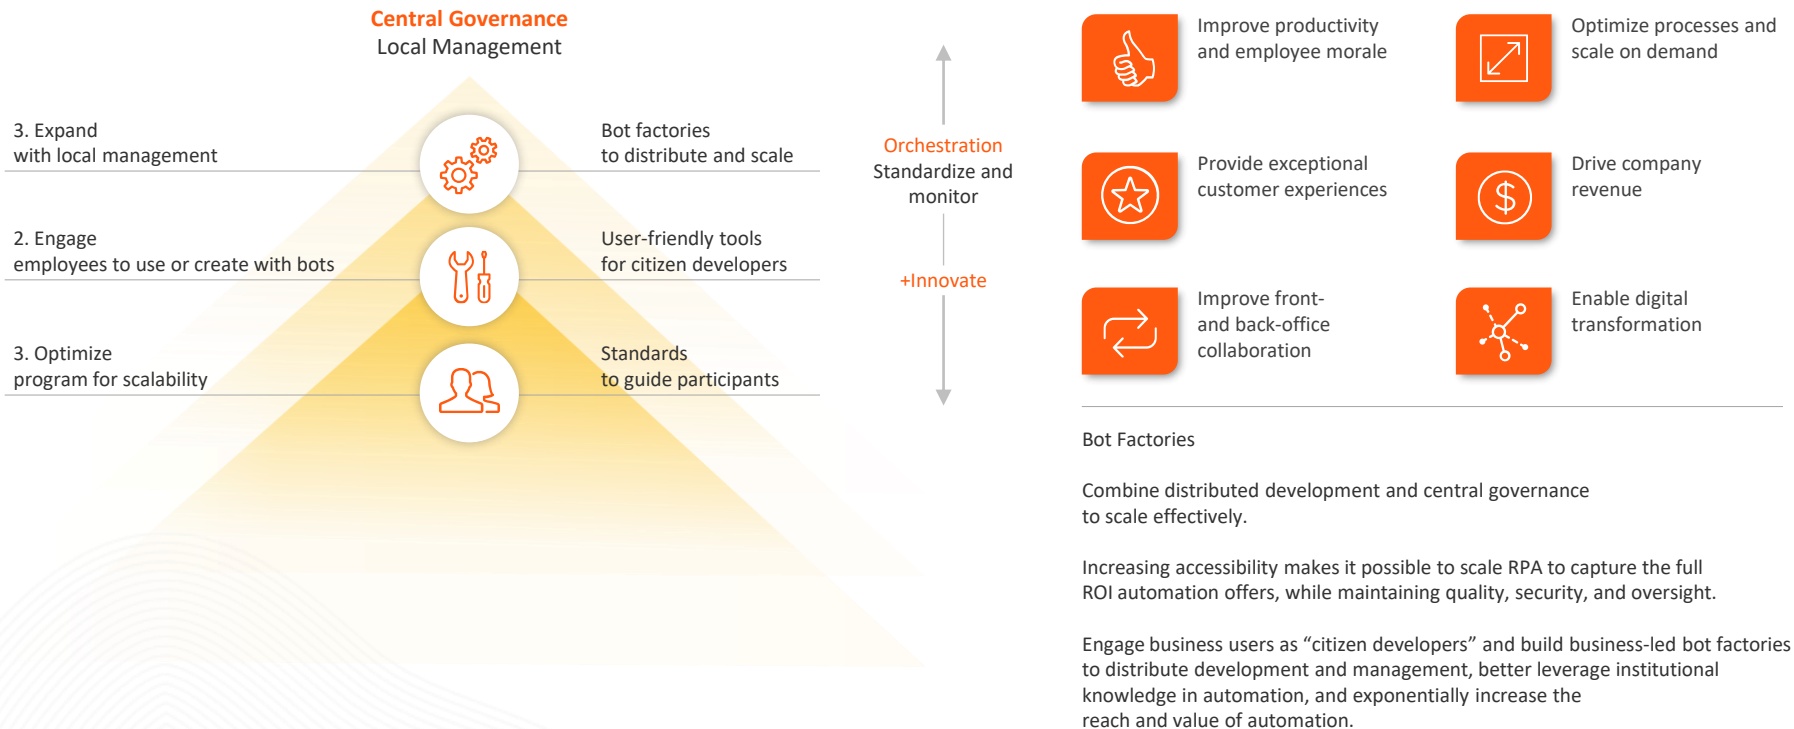 Central Governance
Local Management
3. Expand
with local management
Bot factories
to distribute and scale
2. Engage
employees to use or create with bots
User-friendly tools
for citizen developers
3. Optimize
program for scalability
Standards
to guide participants
Orchestration
Standardize and
monitor
+Innovate
Improve productivity
and employee morale
Optimize processes and
scale on demand
Provide exceptional
customer experiences
Drive company
revenue
Improve front-
and back-office
collaboration
Enable digital
transformation
Bot Factories
Combine distributed development and central governance
to scale effectively.
Increasing accessibility makes it possible to scale RPA to capture the full
ROI automation offers, while maintaining quality, security, and oversight.
Engage business users as “citizen developers” and build business-led bot factories
to distribute development and management, better leverage institutional
knowledge in automation, and exponentially increase the
reach and value of automation.